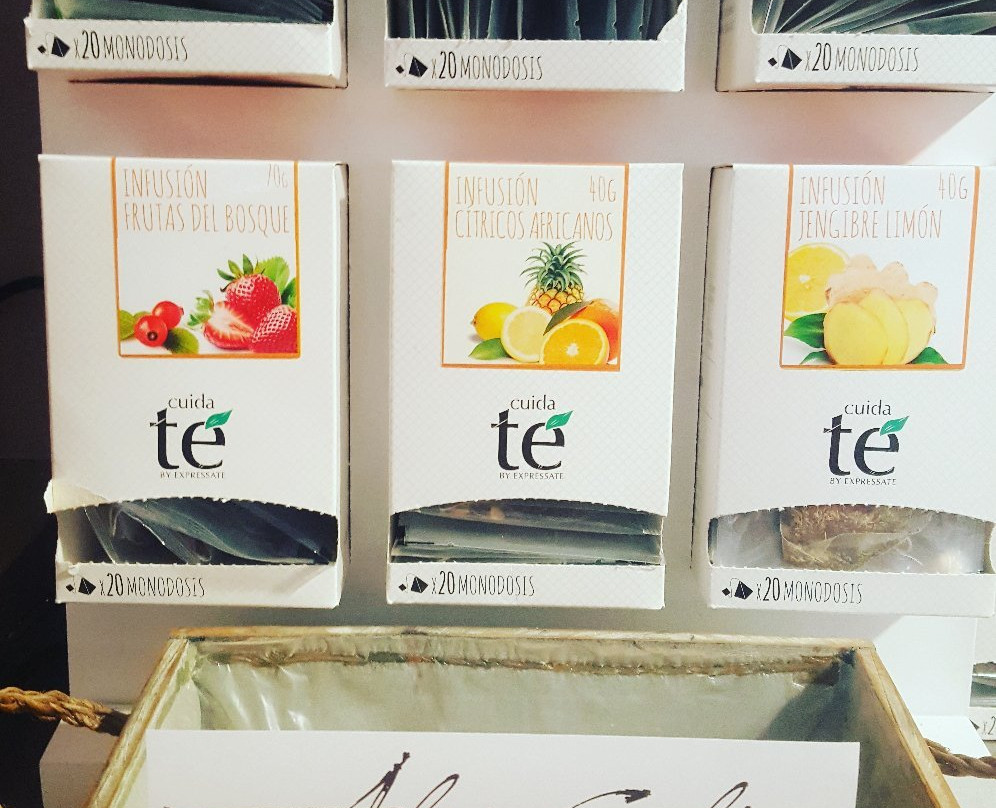 x20 MONODOSIS
x20 MONODOSIS
x20 MONODOSIS
INFUSIÓN 70G
FRUTAS DEL BOSQUE
cuida
té
BY EXPRESSATE
x20 MONODOSIS
INFUSIÓN 40G
CÍTRICOS AFRICANOS
cuida
té
BY EXPRESSATE
x20 MONODOSIS
INFUSIÓN 40G
JENGIBRE LIMÓN
cuida
té
BY EXPRESSATE
x20 MONODOSIS